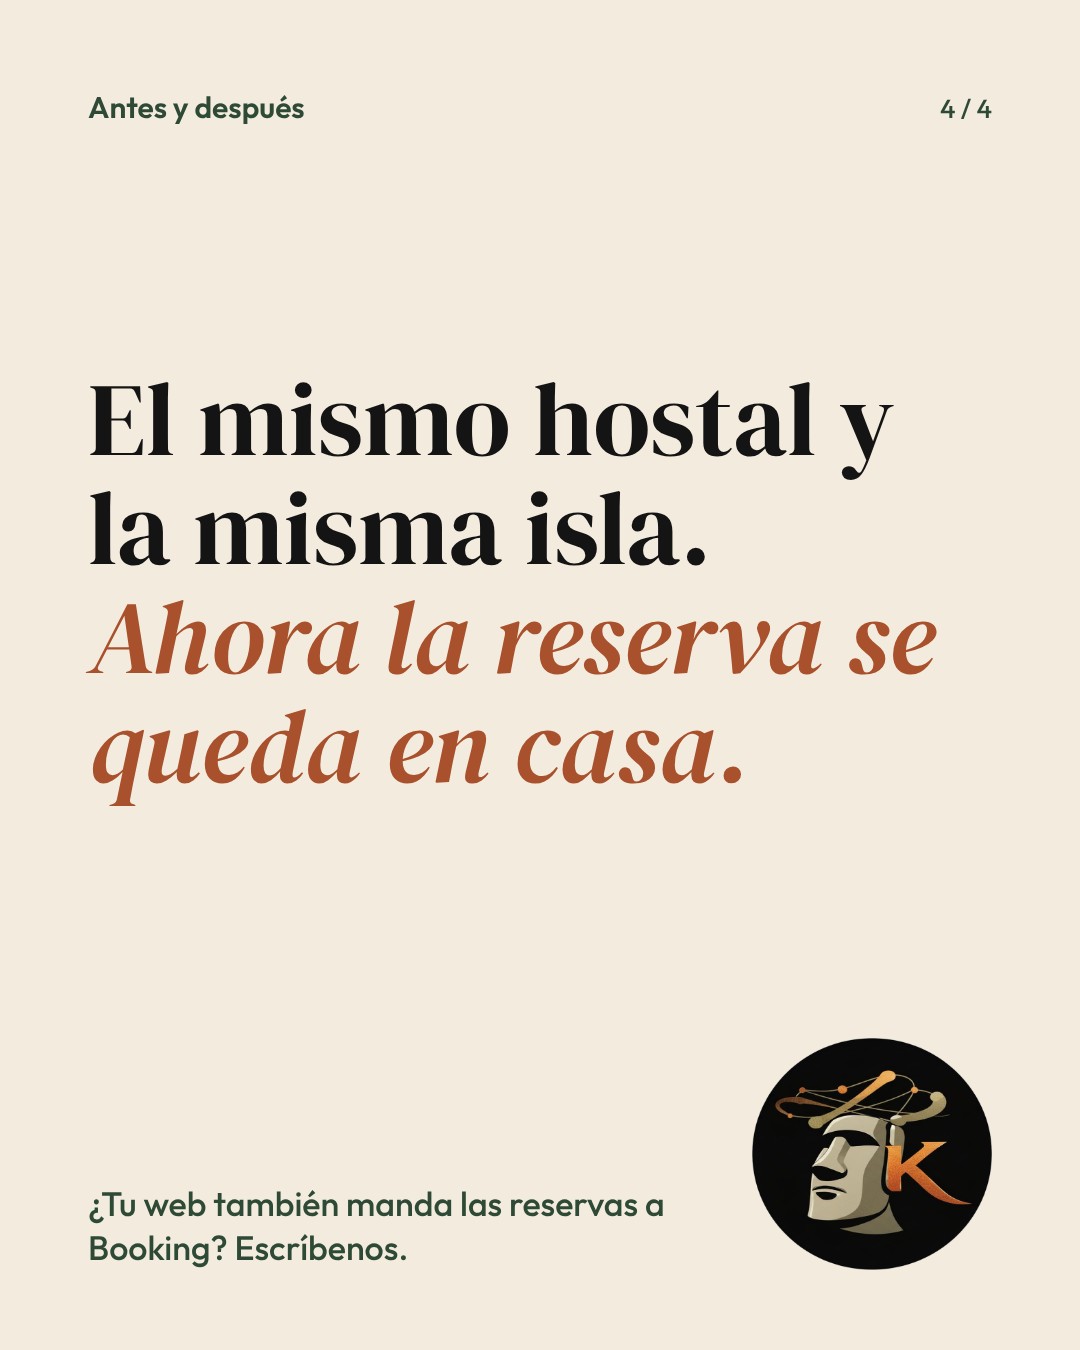 Antes y después
4 / 4
El mismo hostal y
la misma isla.
Ahora la reserva se
queda en casa.
¿Tu web también manda las reservas a
Booking? Escríbenos.
K